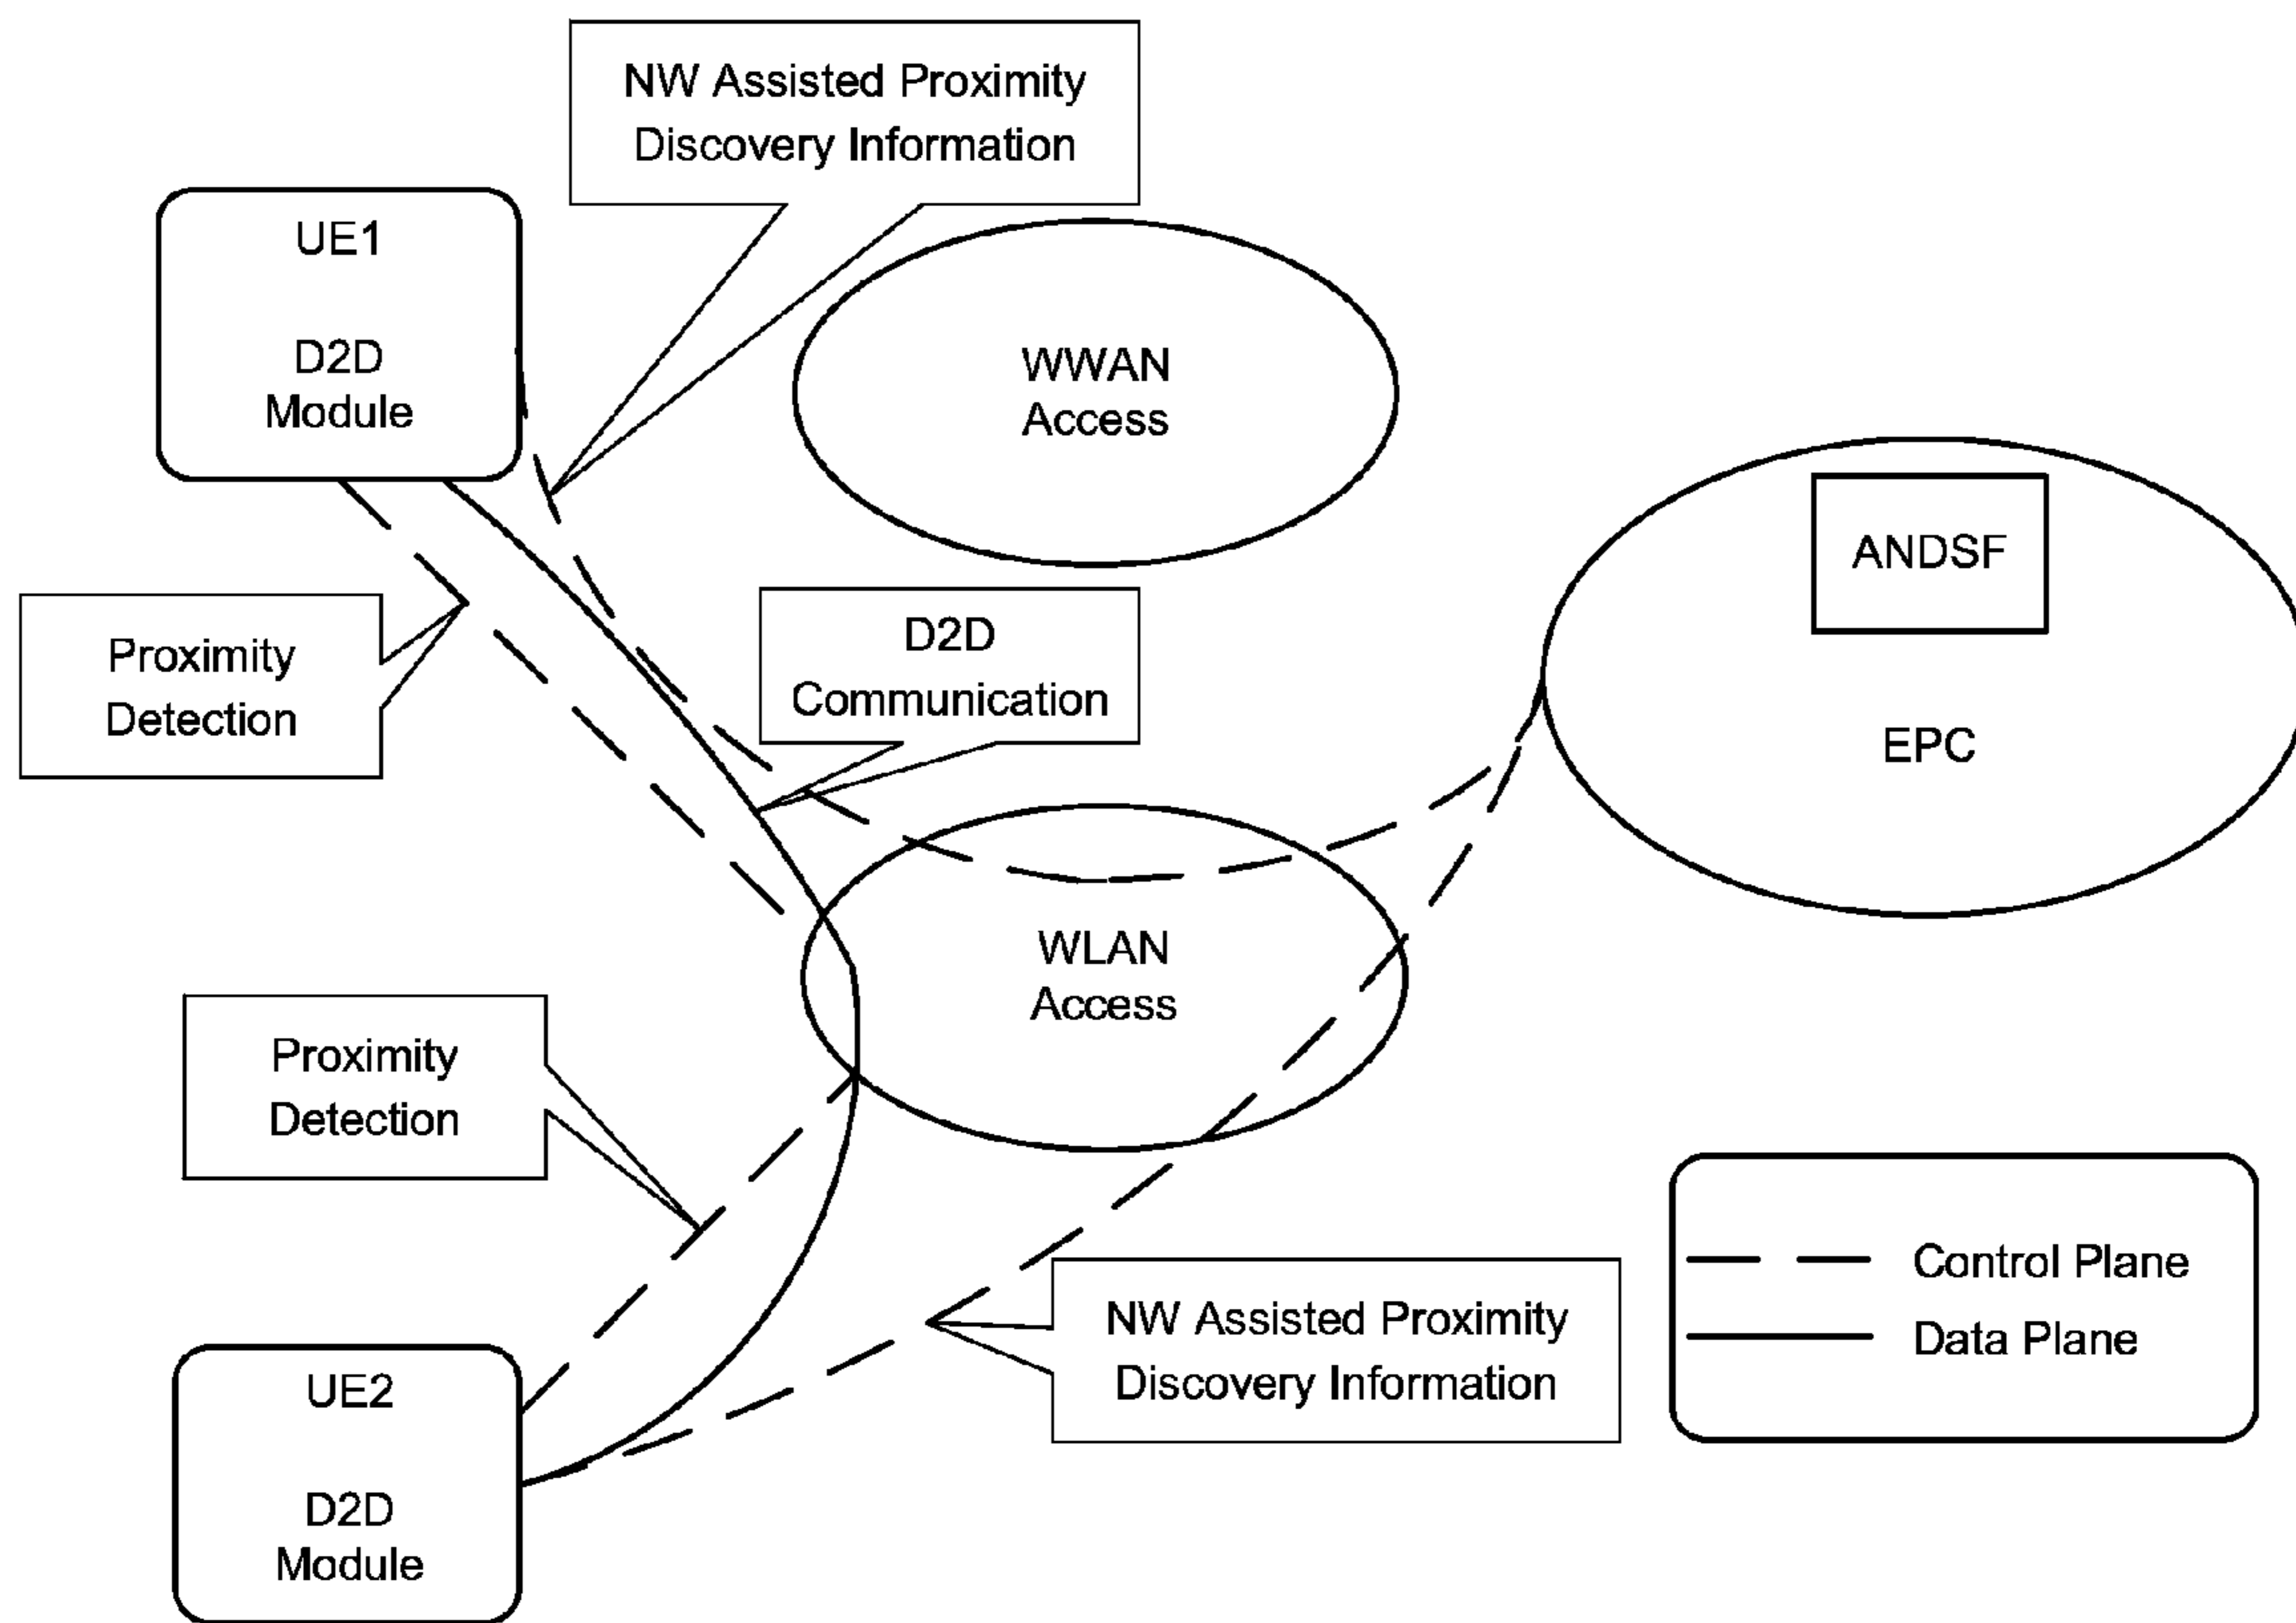 NW Assisted Proximity
Discovery Information
UE1
D2D
Module
WWAN
Access
ANDSF
EPC
Proximity
Detection
D2D
Communication
WLAN
Access
Proximity
Detection
NW Assisted Proximity
Discovery Information
UE2
D2D
Module
Control Plane
Data Plane